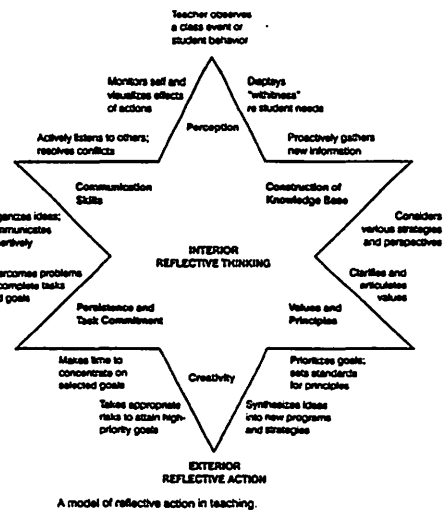 Teacher observes
a class event or
student behavior
Monitors self and
visualizes effects
of actions
Displays
"withitness"
re student needs
Perception
Actively listens to others;
resolves conflicts
Proactively gathers
new information
Communication
Skills
Construction of
Knowledge Base
ganizes ideas;
mmunicates
ertively
Considers
various strategies
and perspectives
INTERIOR
REFLECTIVE THINKING
ercomes problems
complete tasks
d goals
Clarifies and
articulates
values
Persistence and
Task Commitment
Values and
Principles
Makes time to
concentrate on
selected goals
Creativity
Prioritizes goals;
sets standards
for principles
Takes appropriate
risks to attain high-
priority goals
Synthesizes ideas
into new programs
and strategies
EXTERIOR
REFLECTIVE ACTION
A model of reflective action in teaching.